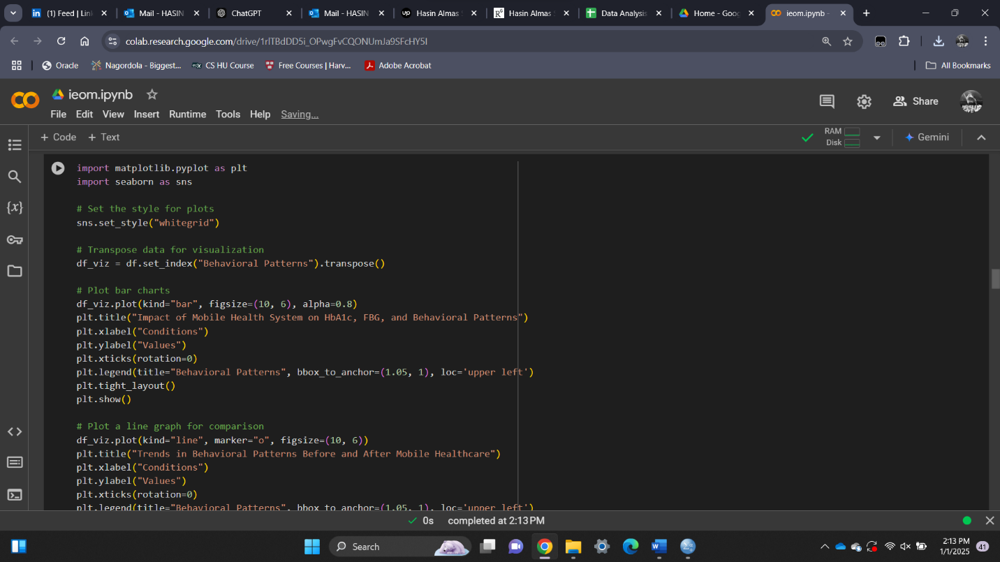 (1) Feed | Lin
Mail - HASIN
ChatGPT
Mail - HASIN
Hasin Almas
Hasin Almas
Data Analysis
Home - Goo
ieom.ipynb -
colab.research.google.com/drive/1rlTBdDD5i_OPwgFvCQONUmJa9SFcHY5I
Oracle
Nagordola - Biggest...
CS HU Course
Free Courses | Harv...
Adobe Acrobat
All Bookmarks
ieom.ipynb
File Edit View Insert Runtime Tools Help Saving...
Share
+ Code + Text
RAM
Disk
Gemini
import matplotlib.pyplot as plt
import seaborn as sns
# Set the style for plots
sns.set_style("whitegrid")
# Transpose data for visualization
df_viz = df.set_index("Behavioral Patterns").transpose()
# Plot bar charts
df_viz.plot(kind="bar", figsize=(10, 6), alpha=0.8)
plt.title("Impact of Mobile Health System on HbA1c, FBG, and Behavioral Patterns")
plt.xlabel("Conditions")
plt.ylabel("Values")
plt.xticks(rotation=0)
plt.legend(title="Behavioral Patterns", bbox_to_anchor=(1.05, 1), loc='upper left')
plt.tight_layout()
plt.show()
# Plot a line graph for comparison
df_viz.plot(kind="line", marker="o", figsize=(10, 6))
plt.title("Trends in Behavioral Patterns Before and After Mobile Healthcare")
plt.xlabel("Conditions")
plt.ylabel("Values")
plt.xticks(rotation=0)
plt.legend(title="Behavioral Patterns", bbox_to_anchor=(1.05, 1), loc='upper left')
0s completed at 2:13 PM
Search
2:13 PM
1/1/2025
41